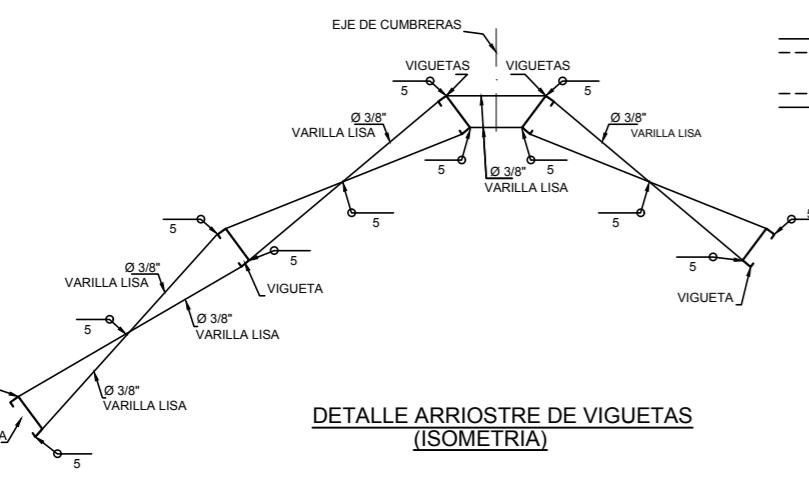 EJE DE CUMBRERAS
VIGUETAS
VIGUETAS
5
5
Ø 3/8"
VARILLA LISA
Ø 3/8"
VARILLA LISA
5
5
Ø 3/8"
VARILLA LISA
5
5
5
5
5
Ø 3/8"
VARILLA LISA
VIGUETA
VIGUETA
5
Ø 3/8"
VARILLA LISA
Ø 3/8"
VARILLA LISA
5
DETALLE ARRIOSTRE DE VIGUETAS
(ISOMETRIA)